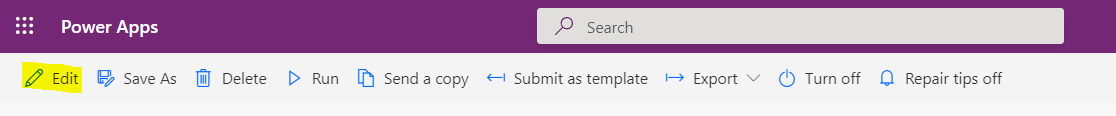 Power Apps Search
Edit Save As Delete Run Send a copy Submit as template Export Turn off Repair tips off